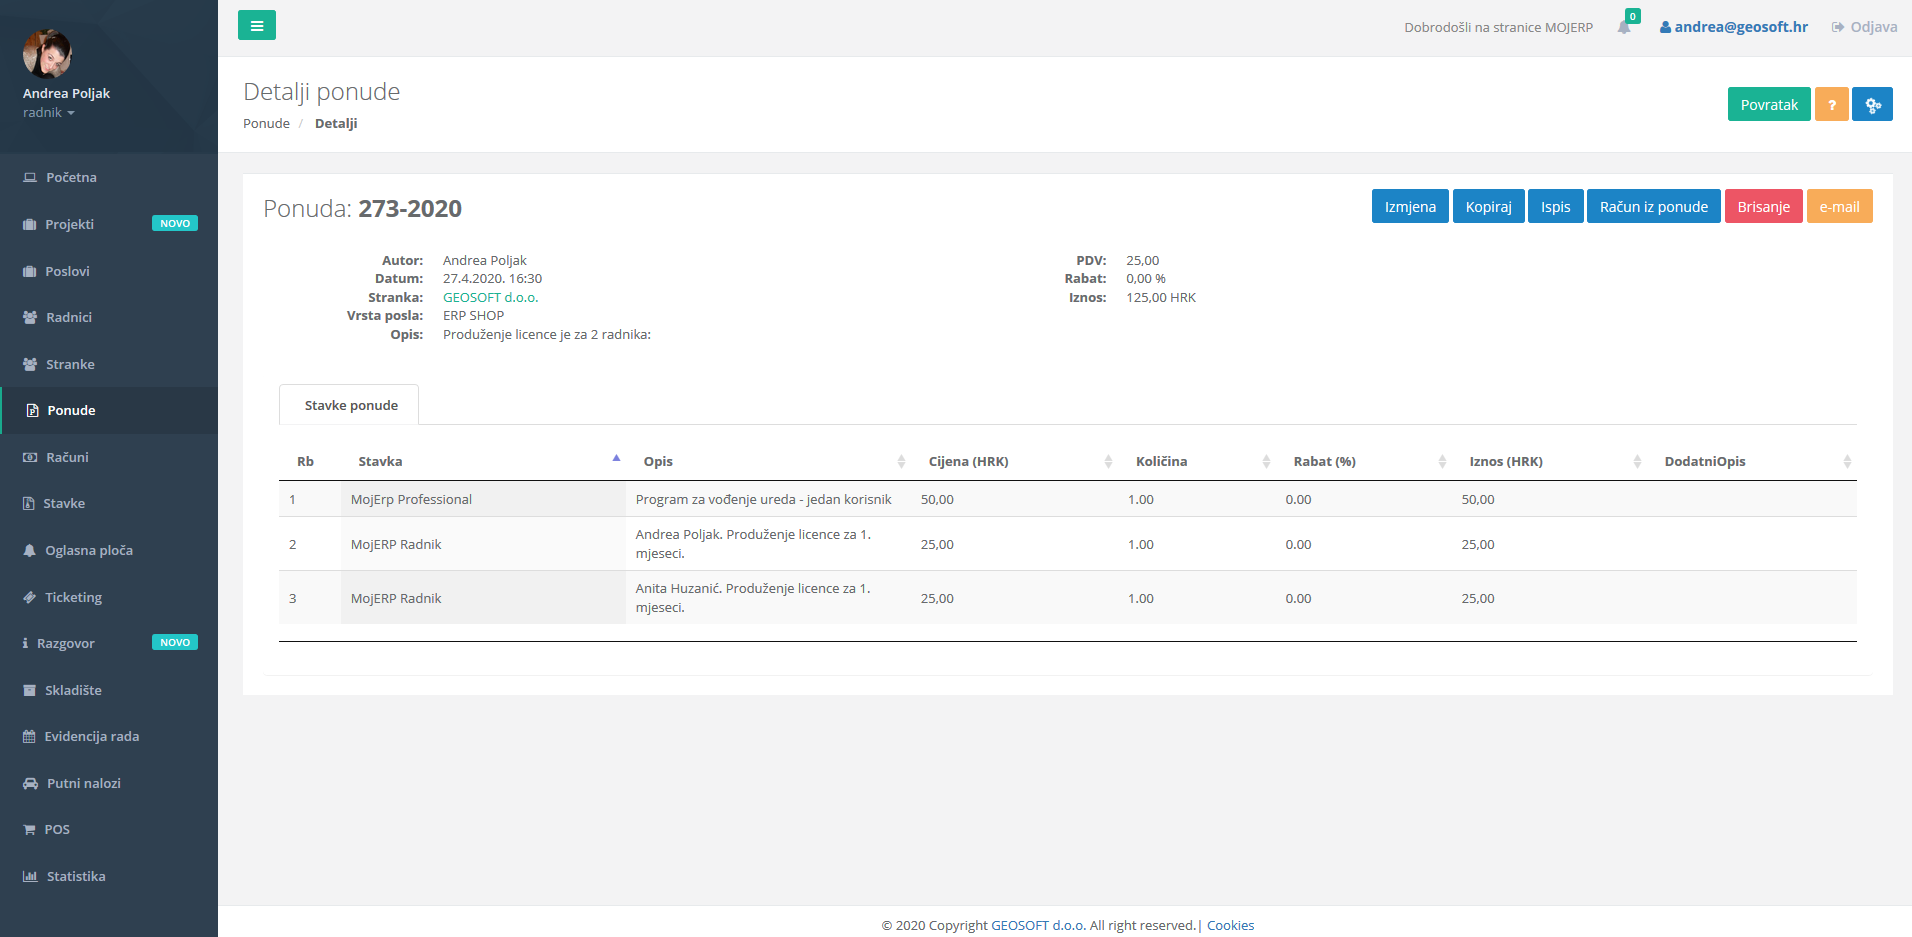 Andrea Poljak
radnik
Početna
Projekti NOVO
Poslovi
Radnici
Stranke
Ponude
Računi
Stavke
Oglasna ploča
Ticketing
Razgovor NOVO
Skladište
Evidencija rada
Putni nalozi
POS
Statistika
Dobrodošli na stranice MOJERP 0 andrea@geosoft.hr Odjava
Detalji ponude
Ponude / Detalji
Povratak ?
Ponuda: 273-2020
Izmjena Kopiraj Ispis Račun iz ponude Brisanje e-mail
Autor: Andrea Poljak
Datum: 27.4.2020. 16:30
Stranka: GEOSOFT d.o.o.
Vrsta posla: ERP SHOP
Opis: Produženje licence je za 2 radnika:
PDV: 25,00
Rabat: 0,00 %
Iznos: 125,00 HRK
Stavke ponude
Rb Stavka Opis Cijena (HRK) Količina Rabat (%) Iznos (HRK) DodatniOpis
1 MojErp Professional Program za vođenje ureda - jedan korisnik 50,00 1.00 0.00 50,00
2 MojERP Radnik Andrea Poljak. Produženje licence za 1. 25,00 1.00 0.00 25,00
mjeseci.
3 MojERP Radnik Anita Huzanić. Produženje licence za 1. 25,00 1.00 0.00 25,00
mjeseci.
© 2020 Copyright GEOSOFT d.o.o. All right reserved.| Cookies